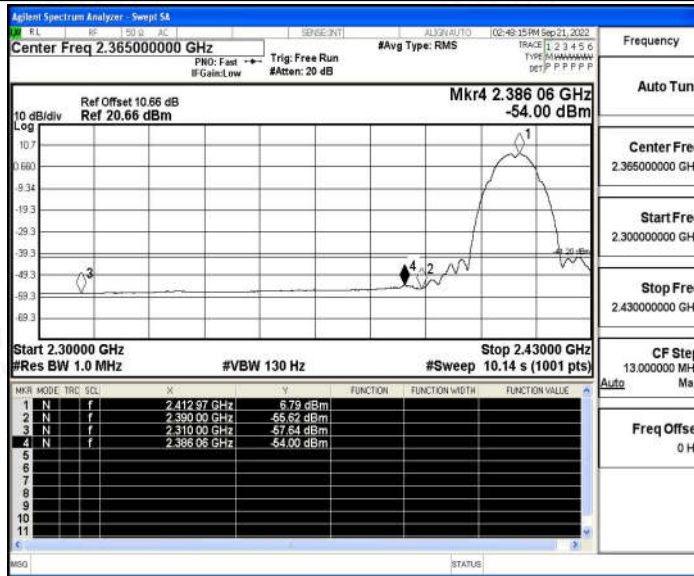 Agilent Spectrum Analyzer - Swept SA
RL RF 50 Ω AC SENSE:INT ALIGNAUTO 02:48:15 PM Sep 21, 2022
Center Freq 2.365000000 GHz
PNO: Fast
IFGain:Low
Trig: Free Run
#Atten: 20 dB
#Avg Type: RMS
TRACE 1 2 3 4 5 6
TYPE M
DET P P P P P P
Ref Offset 10.66 dB
10 dB/div Ref 20.66 dBm
Log
Mkr4 2.386 06 GHz
-54.00 dBm
10.7
0.660
-9.34
-19.3
-29.3
-39.3
-49.3
-59.3
-69.3
1
2
3
4
Start 2.30000 GHz Stop 2.43000 GHz
#Res BW 1.0 MHz #VBW 130 Hz #Sweep 10.14 s (1001 pts)
MKR MODE TRC SCL X Y FUNCTION FUNCTION WIDTH FUNCTION VALUE
1 N f 2.412 97 GHz 6.79 dBm
2 N f 2.390 00 GHz -55.62 dBm
3 N f 2.310 00 GHz -57.64 dBm
4 N f 2.386 06 GHz -54.00 dBm
5
6
7
8
9
10
11
MSG STATUS
Frequency
Auto Tun
Center Fre
2.365000000 GH
Start Fre
2.300000000 GH
Stop Fre
2.430000000 GH
CF Step
13.000000 MH
Auto Ma
Freq Offse
0 H